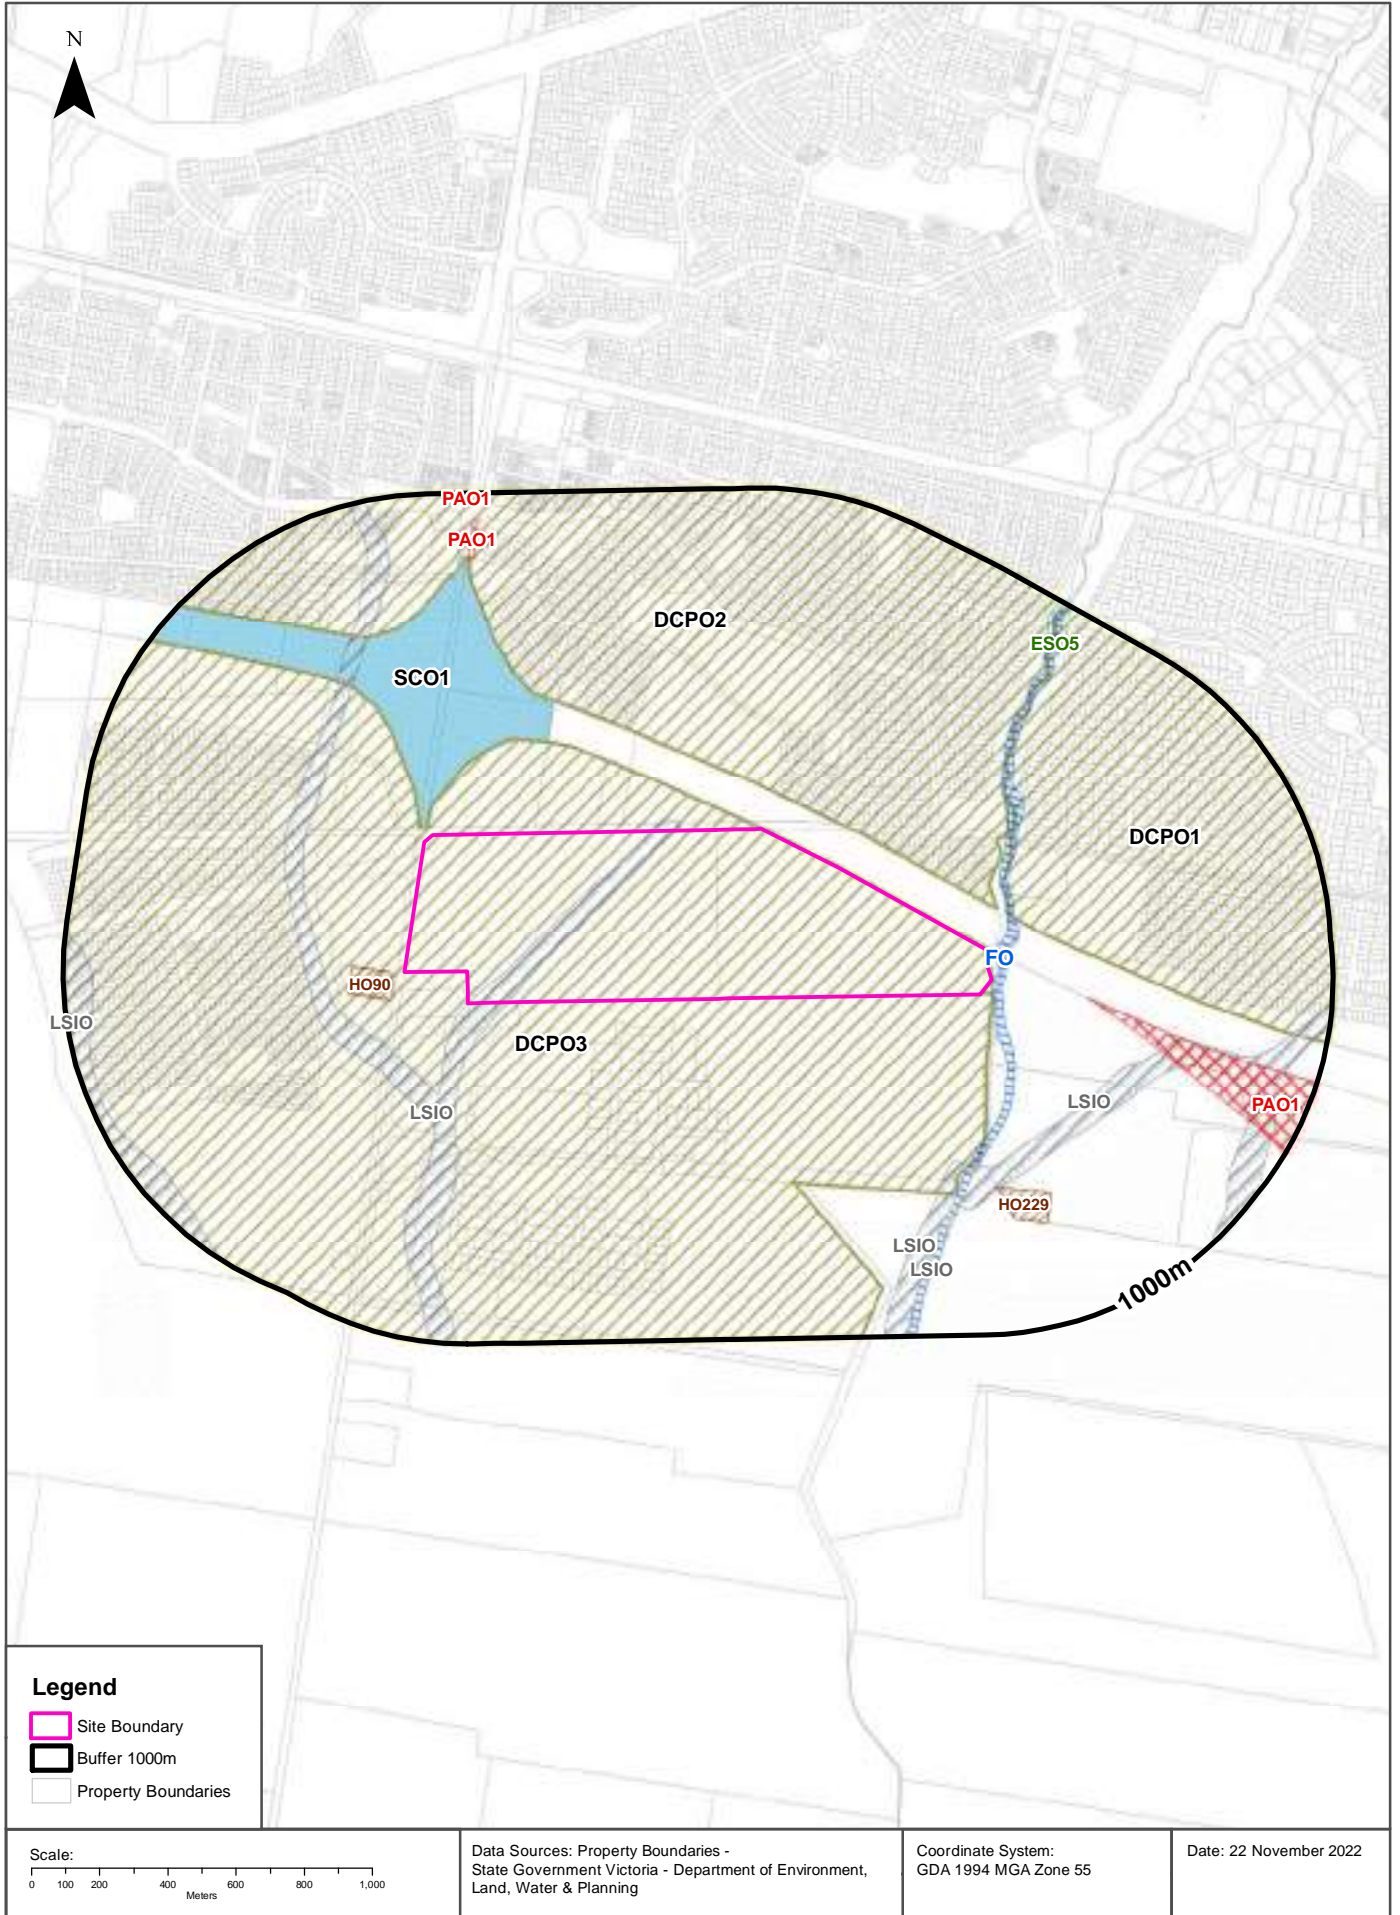 N
PAO1
PAO1
DCPO2
ESO5
SCO1
DCPO1
FO
HO90
LSIO
DCPO3
LSIO
LSIO
PAO1
HO229
LSIO
LSIO
1000m
Legend
Site Boundary
Buffer 1000m
Property Boundaries
Scale:
0 100 200 400 600 800 1,000
Meters
Data Sources: Property Boundaries -
State Government Victoria - Department of Environment,
Land, Water & Planning
Coordinate System:
GDA 1994 MGA Zone 55
Date: 22 November 2022